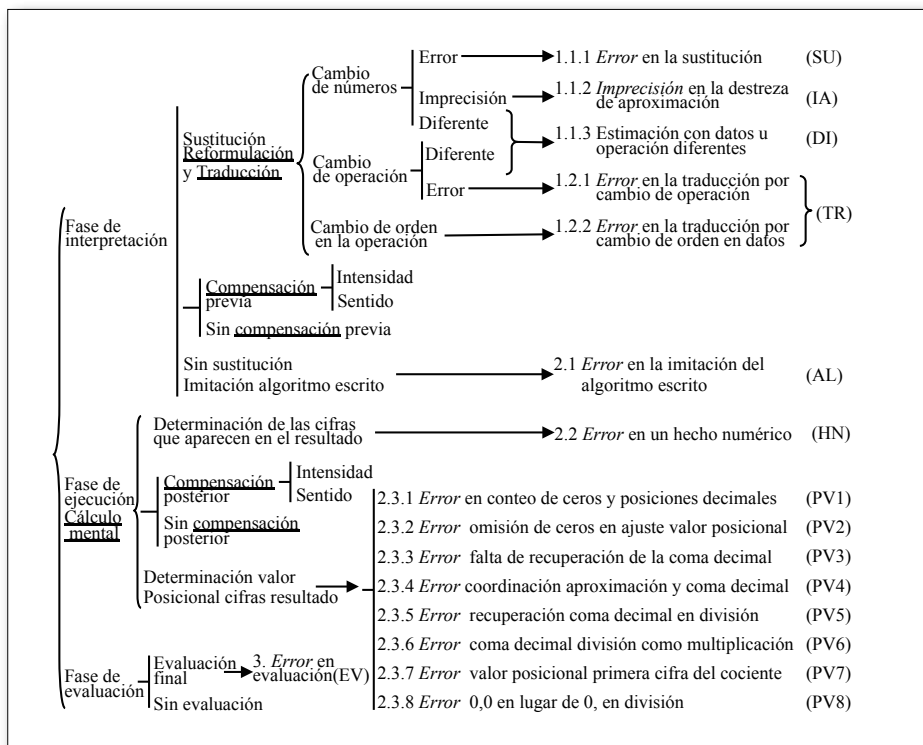 Error
1.1.1 Error en la sustitución (SU)
Cambio
de números
Imprecisión
1.1.2 Imprecisión en la destreza
de aproximación
(IA)
Diferente
Sustitución
Reformulación
y Traducción
1.1.3 Estimación con datos u
operación diferentes
(DI)
Cambio
de operación
Diferente
Error
1.2.1 Error en la traducción por
cambio de operación
(TR)
Cambio de orden
en la operación
1.2.2 Error en la traducción por
cambio de orden en datos
Fase de
interpretación
Compensación
previa
Intensidad
Sentido
Sin compensación previa
Sin sustitución
Imitación algoritmo escrito
2.1 Error en la imitación del
algoritmo escrito
(AL)
Determinación de las cifras
que aparecen en el resultado
2.2 Error en un hecho numérico (HN)
Fase de
ejecución
Cálculo
mental
Compensación
posterior
Intensidad
Sentido
Sin compensación
posterior
Determinación valor
Posicional cifras resultado
2.3.1 Error en conteo de ceros y posiciones decimales (PV1)
2.3.2 Error omisión de ceros en ajuste valor posicional (PV2)
2.3.3 Error falta de recuperación de la coma decimal (PV3)
2.3.4 Error coordinación aproximación y coma decimal (PV4)
2.3.5 Error recuperación coma decimal en división (PV5)
2.3.6 Error coma decimal división como multiplicación (PV6)
2.3.7 Error valor posicional primera cifra del cociente (PV7)
2.3.8 Error 0,0 en lugar de 0, en división (PV8)
Fase de
evaluación
Evaluación
final
3. Error en
evaluación(EV)
Sin evaluación